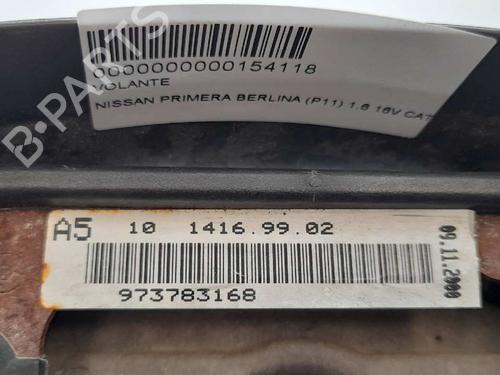 0000000000154118
VOLANTE
NISSAN PRIMERA BERLINA (P11) 1.6 16V CAT
A5 10 1416.99.02
973783168
09.11.2000
B-PARTS